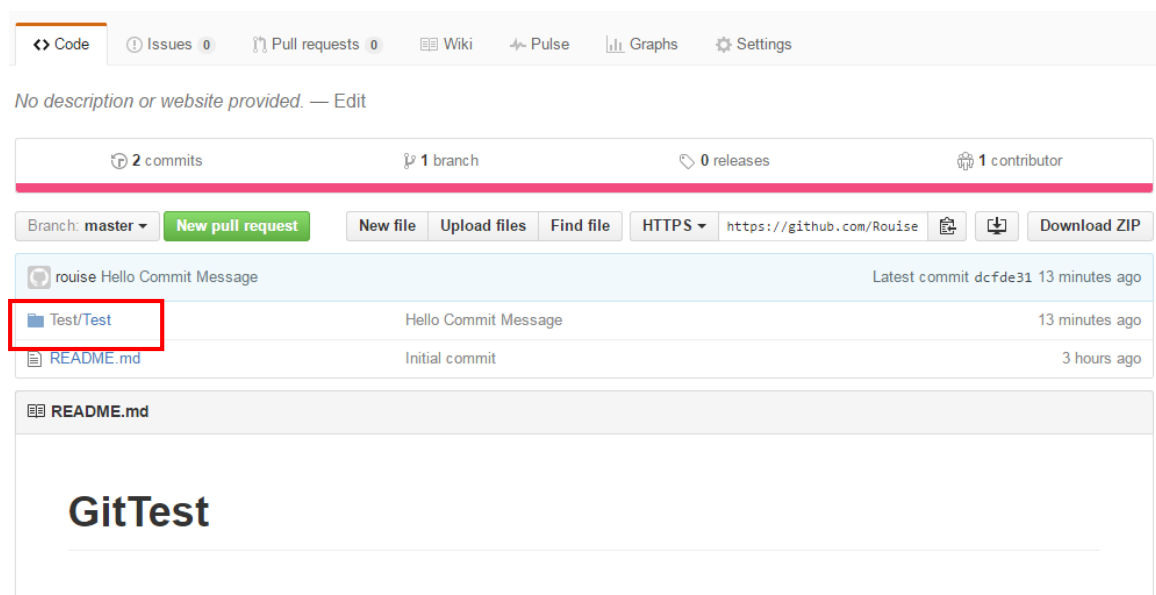 Code Issues 0 Pull requests 0 Wiki Pulse Graphs Settings
No description or website provided. — Edit
2 commits 1 branch 0 releases 1 contributor
Branch: master New pull request New file Upload files Find file HTTPS https://github.com/Rouise Download ZIP
rouise Hello Commit Message Latest commit dcfde31 13 minutes ago
Test/Test Hello Commit Message 13 minutes ago
README.md Initial commit 3 hours ago
README.md
GitTest